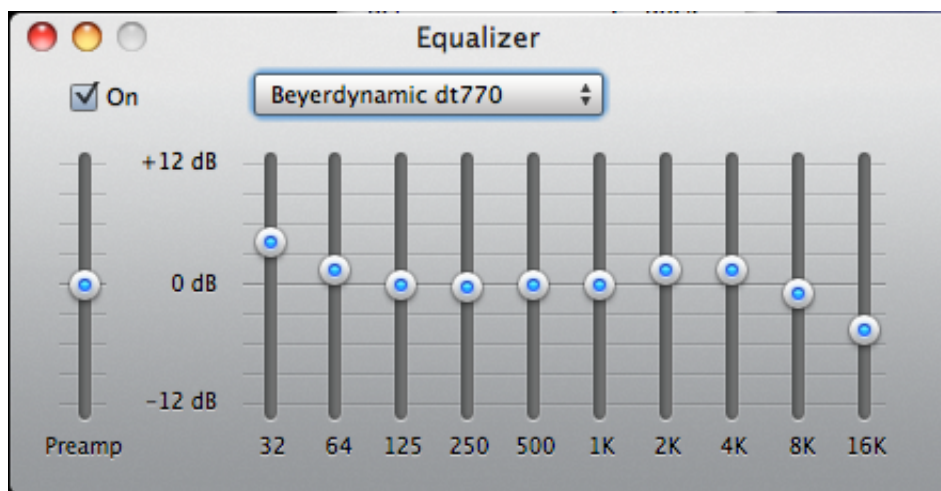 Equalizer
On
Beyerdynamic dt770
+12 dB
0 dB
-12 dB
Preamp 32 64 125 250 500 1K 2K 4K 8K 16K